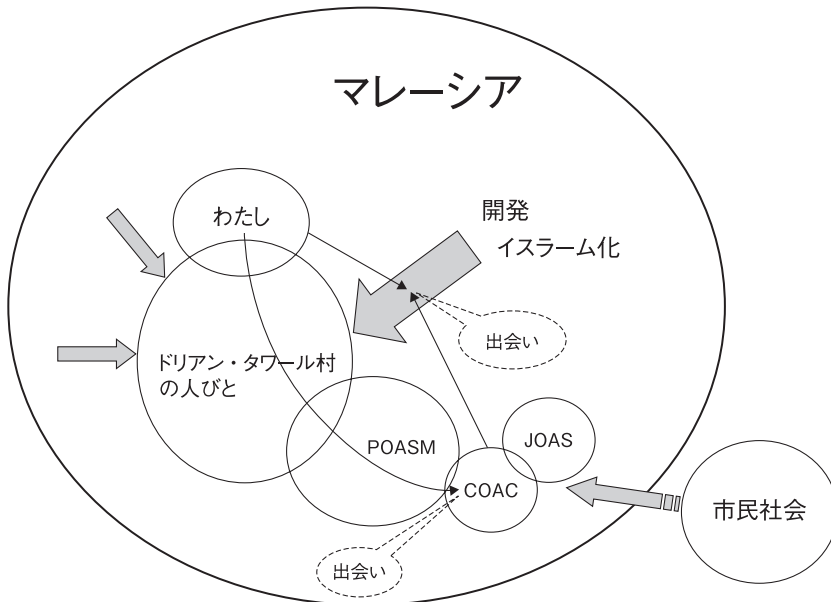 マレーシア
わたし
開発
イスラーム化
出会い
ドリアン・タワール村
の人びと
POASM
JOAS
COAC
市民社会
出会い